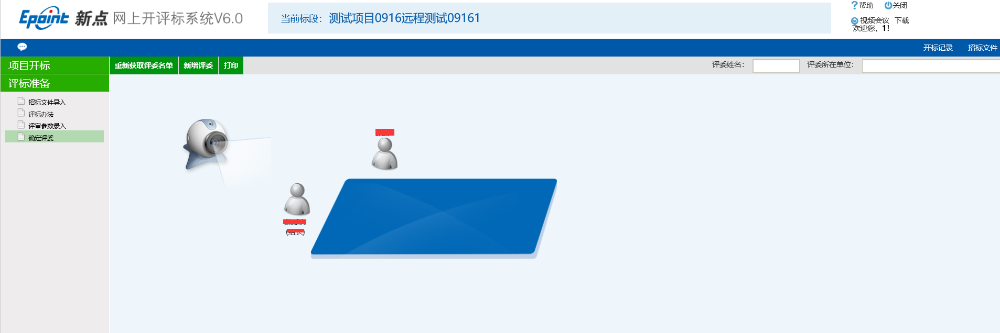 Epoint 新点 网上开评标系统V6.0
当前标段： 测试项目0916远程测试09161
帮助 关闭
视频会议 下载
欢迎您，1!
开标记录 招标文件
项目开标
重新获取评委名单 新增评委 打印
评委姓名： 评委所在单位：
评标准备
招标文件导入
评标办法
评审参数录入
确定评委